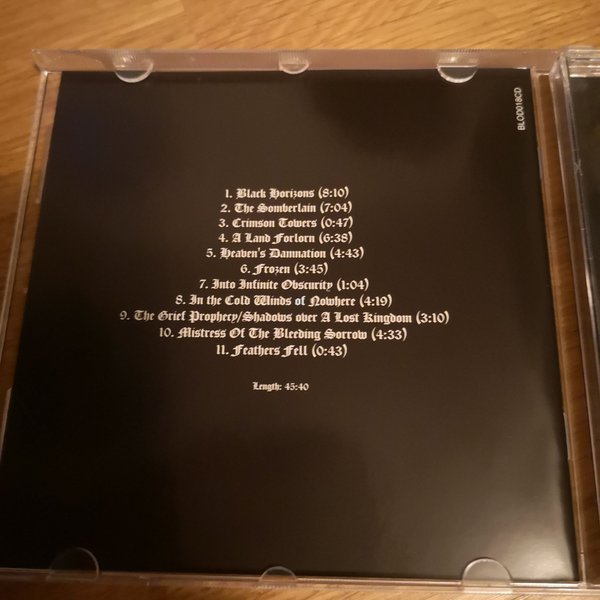 BLOD018CD
1. Black Horizons (8:10)
2. The Somberlain (7:04)
3. Crimson Towers (0:47)
4. A Land Forlorn (6:38)
5. Heaven's Damnation (4:43)
6. Frozen (3:45)
7. Into Infinite Obscurity (1:04)
8. In the Cold Winds of Nowhere (4:19)
9. The Grief Prophecy/Shadows over A Lost Kingdom (3:10)
10. Mistress Of The Bleeding Sorrow (4:33)
11. Feathers Fell (0:43)
Length: 45:40